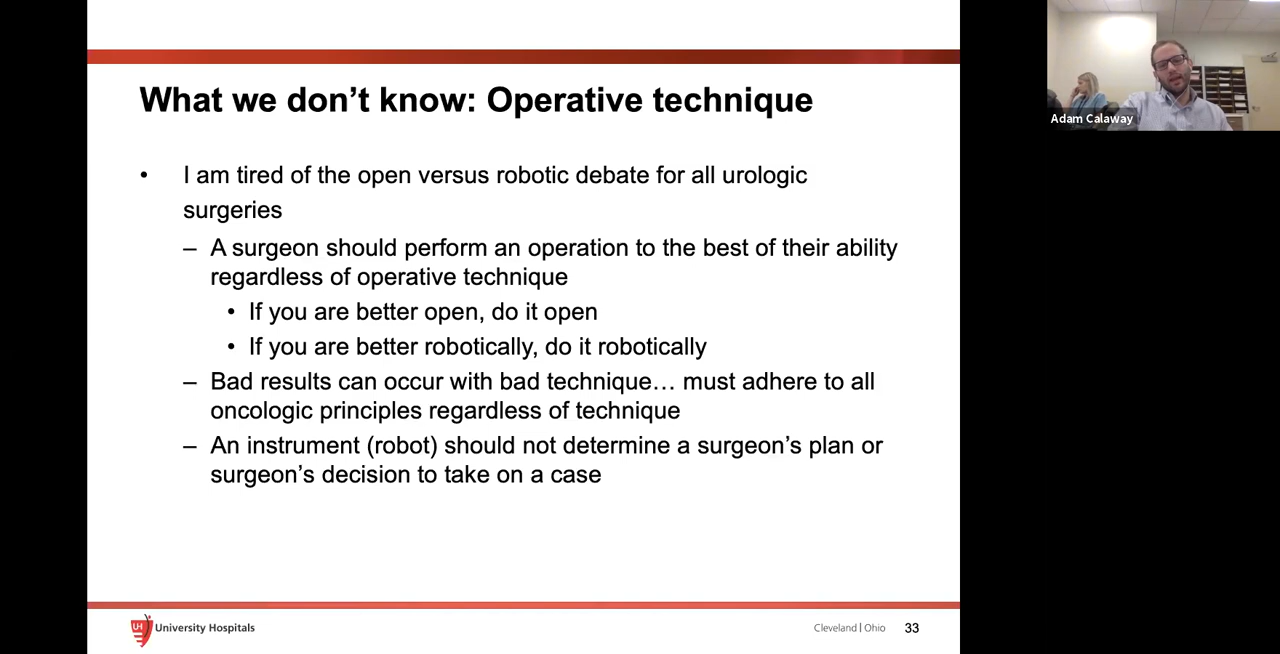 What we don't know: Operative technique
• I am tired of the open versus robotic debate for all urologic
surgeries
– A surgeon should perform an operation to the best of their ability
regardless of operative technique
• If you are better open, do it open
• If you are better robotically, do it robotically
– Bad results can occur with bad technique… must adhere to all
oncologic principles regardless of technique
– An instrument (robot) should not determine a surgeon's plan or
surgeon's decision to take on a case
UH University Hospitals
Cleveland | Ohio 33
Adam Calaway